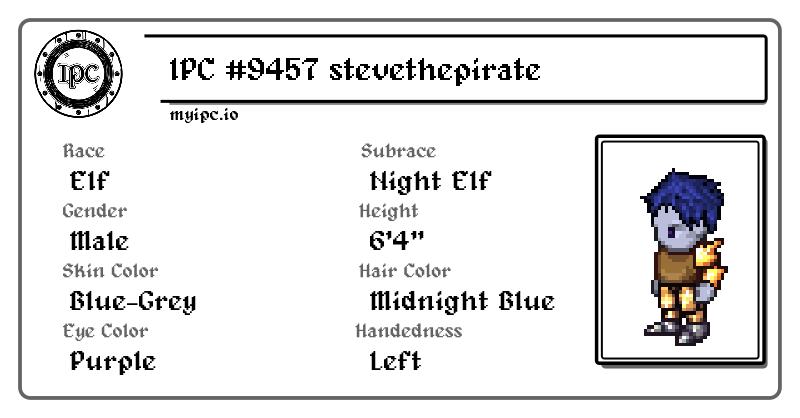 IPC
IPC #9457 stevethepirate
myipc.io
Race
Elf
Subrace
Night Elf
Gender
Male
Height
6'4"
Skin Color
Blue-Grey
Hair Color
Midnight Blue
Eye Color
Purple
Handedness
Left